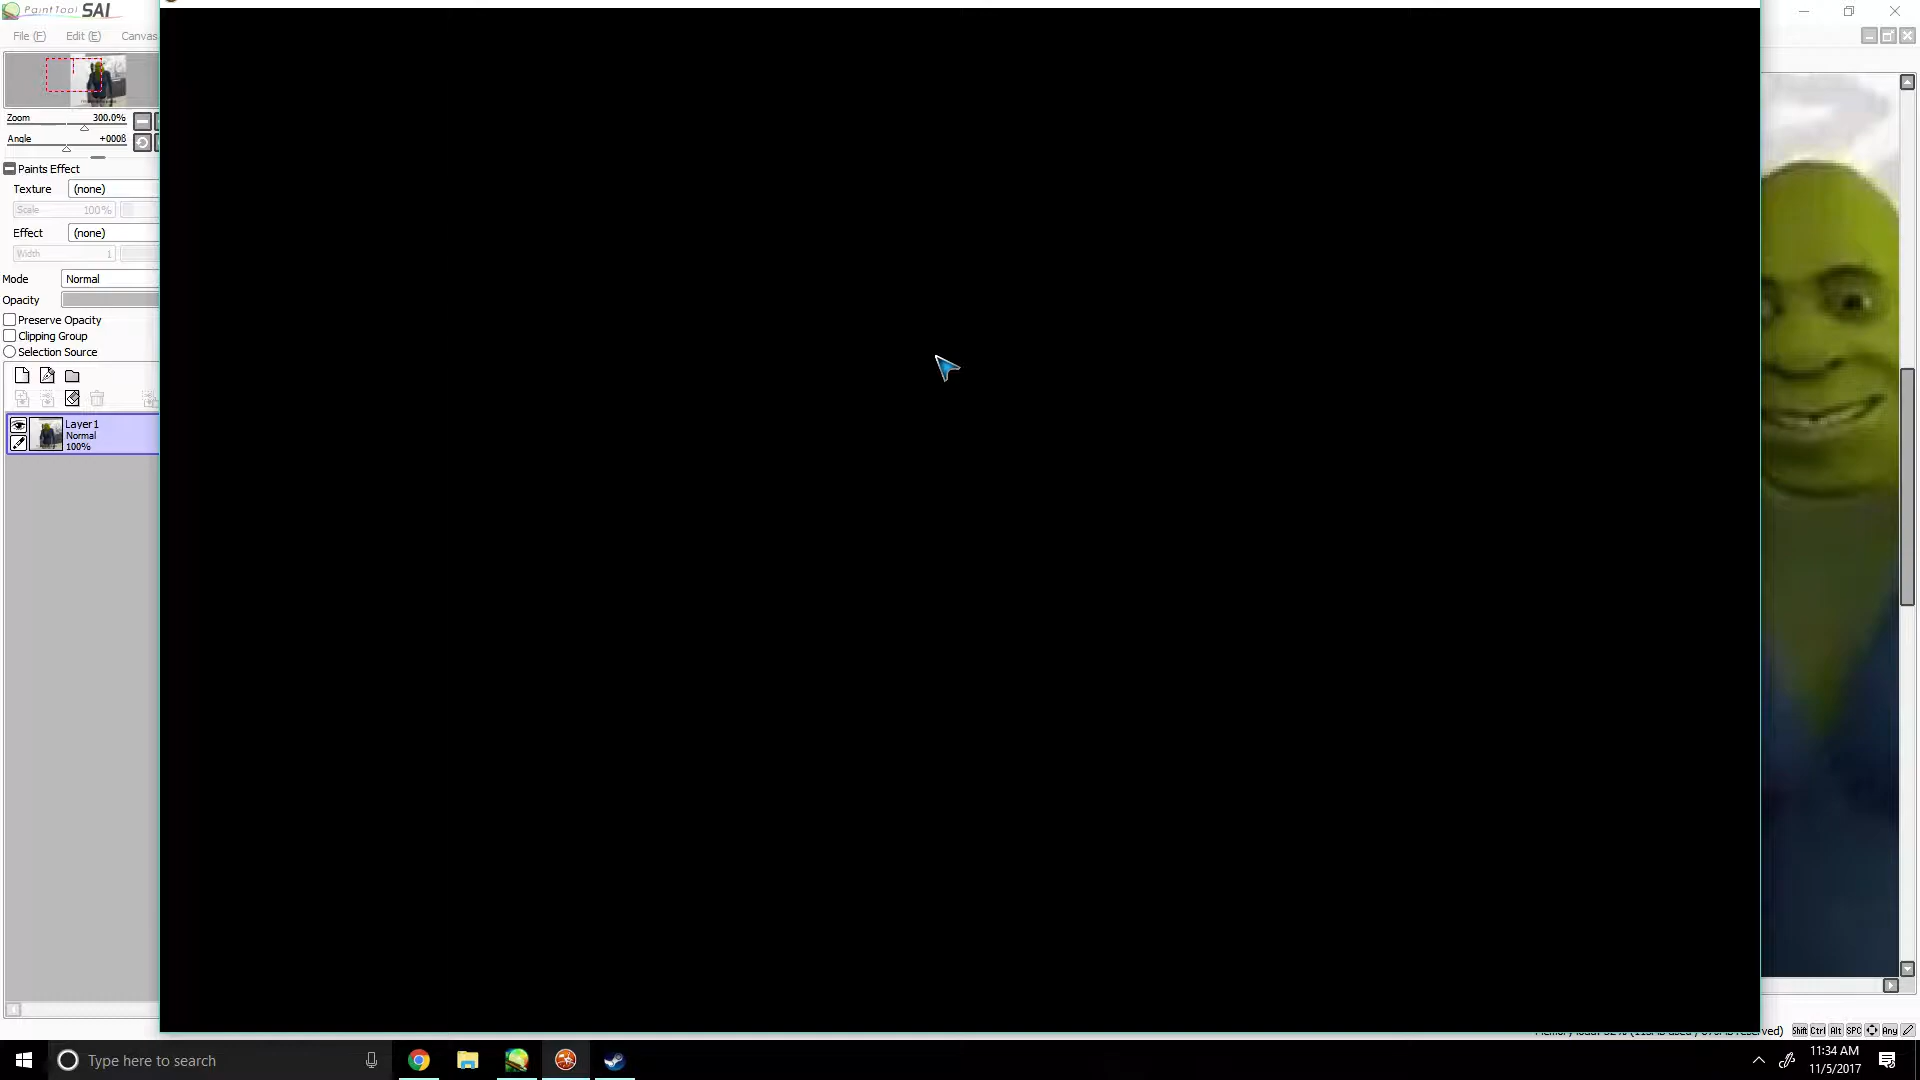 PaintTool SAI
File (F) Edit (E) Canvas
Zoom 300.0%
Angle +000ß
Paints Effect
Texture (none)
Scale 100%
Effect (none)
Width 1
Mode Normal
Opacity
Preserve Opacity
Clipping Group
Selection Source
Layer1
Normal
100%
Shift Ctrl Alt SPC Any
Type here to search
11:34 AM
11/5/2017